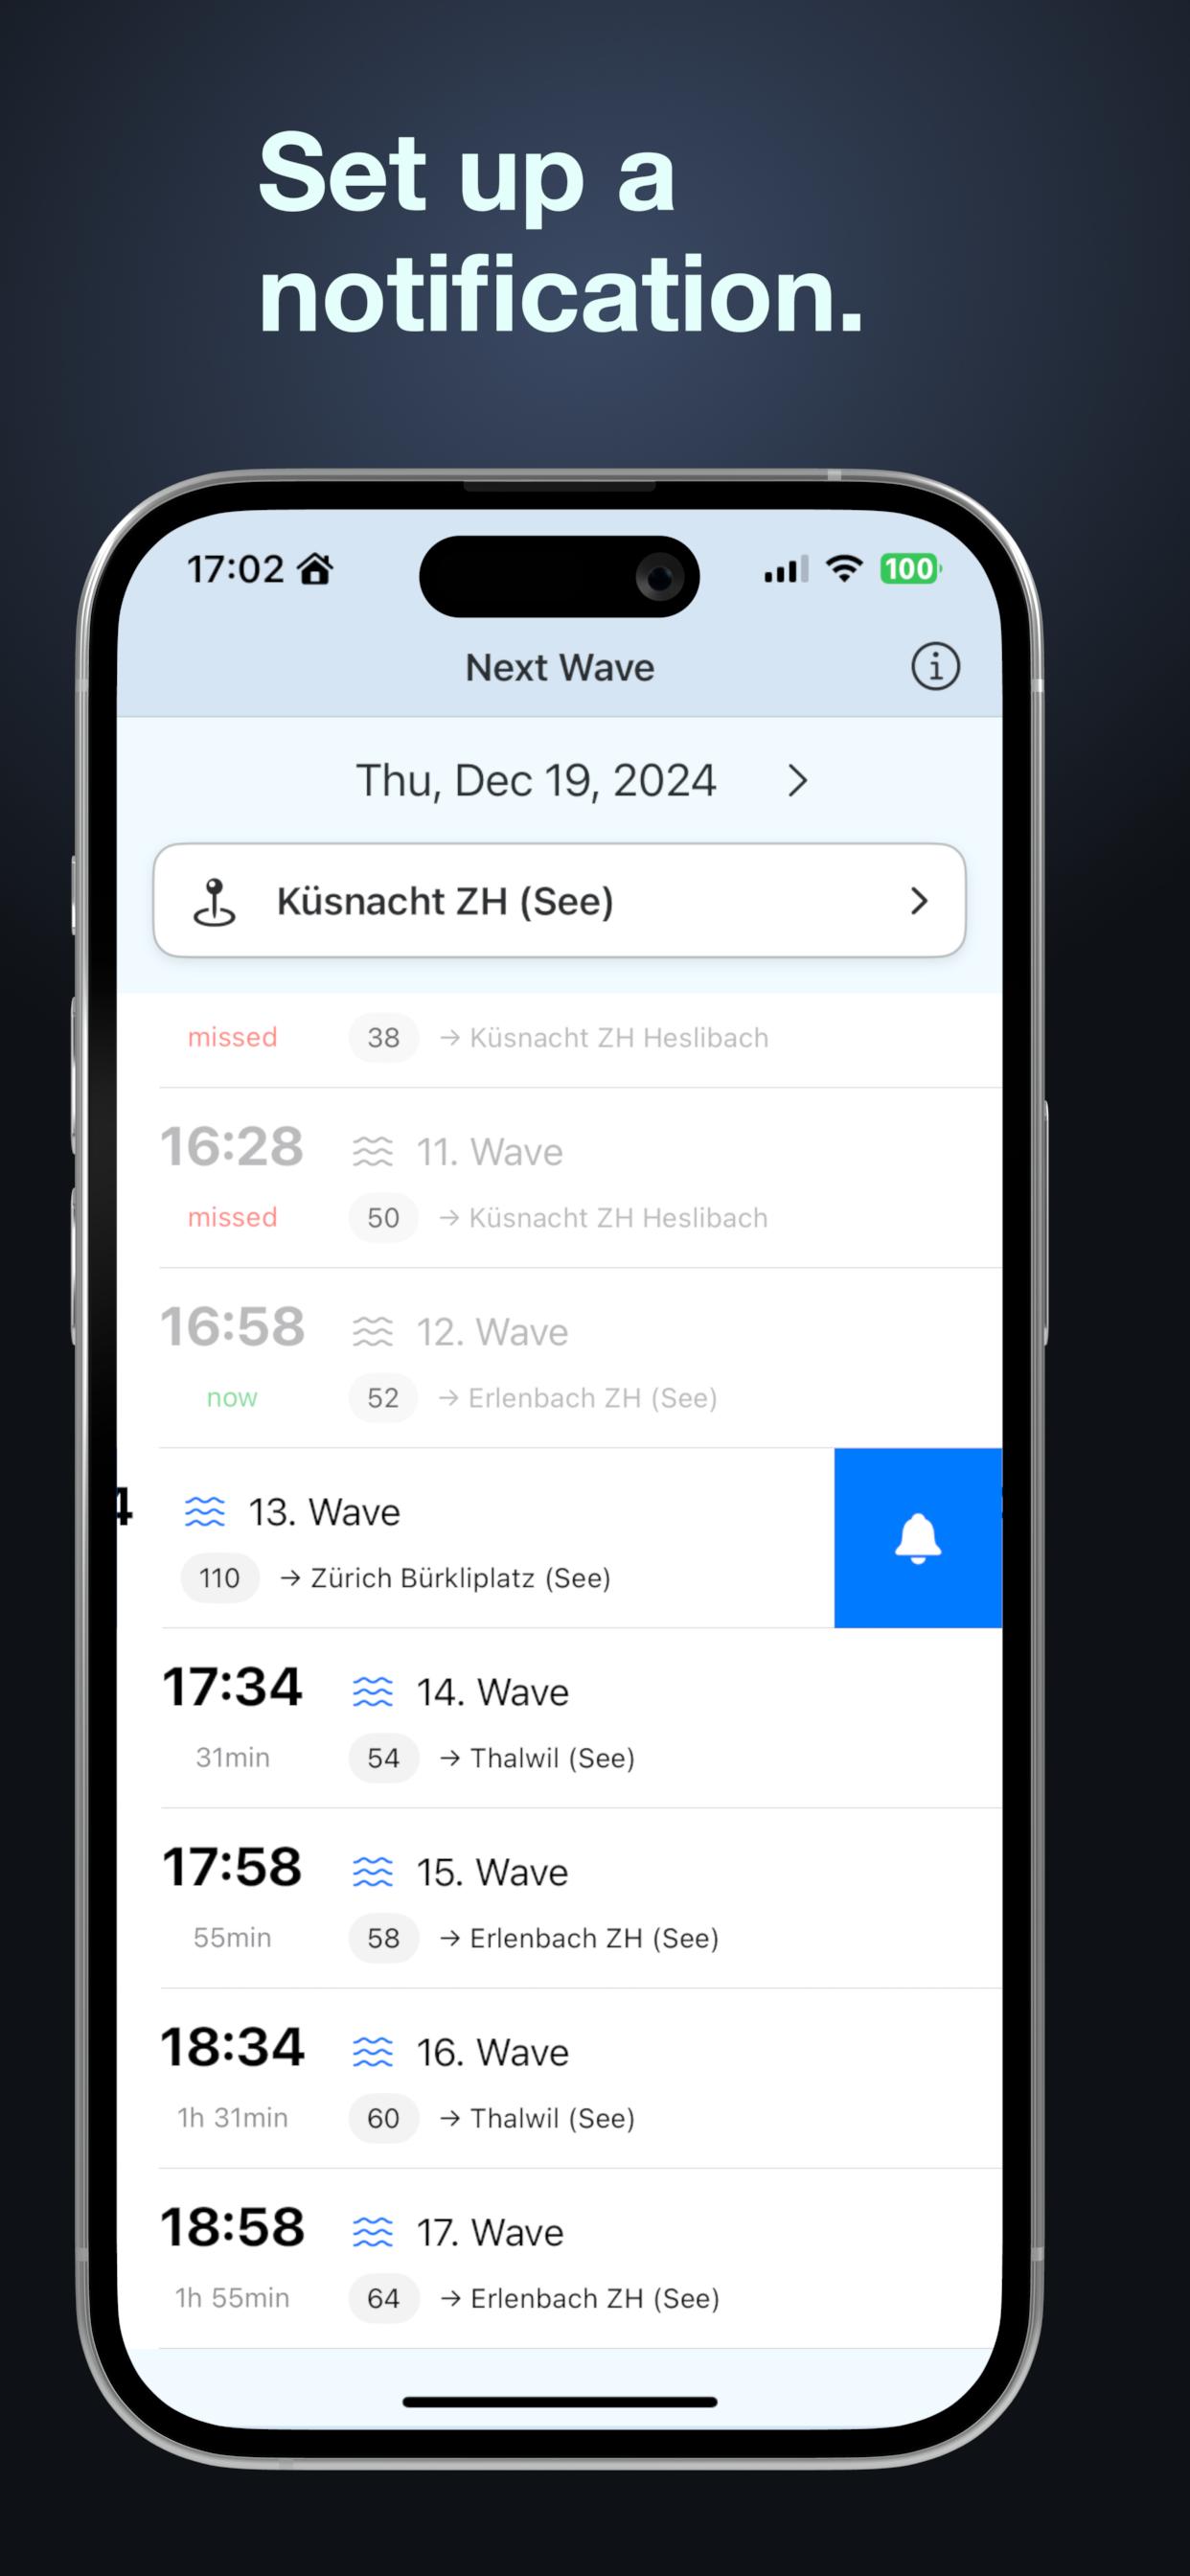 Set up a
notification.
17:02
100
Next Wave
Thu, Dec 19, 2024
Küsnacht ZH (See)
missed 38 → Küsnacht ZH Heslibach
16:28 11. Wave
missed 50 → Küsnacht ZH Heslibach
16:58 12. Wave
now 52 → Erlenbach ZH (See)
4 13. Wave
110 → Zürich Bürkliplatz (See)
17:34 14. Wave
31min 54 → Thalwil (See)
17:58 15. Wave
55min 58 → Erlenbach ZH (See)
18:34 16. Wave
1h 31min 60 → Thalwil (See)
18:58 17. Wave
1h 55min 64 → Erlenbach ZH (See)